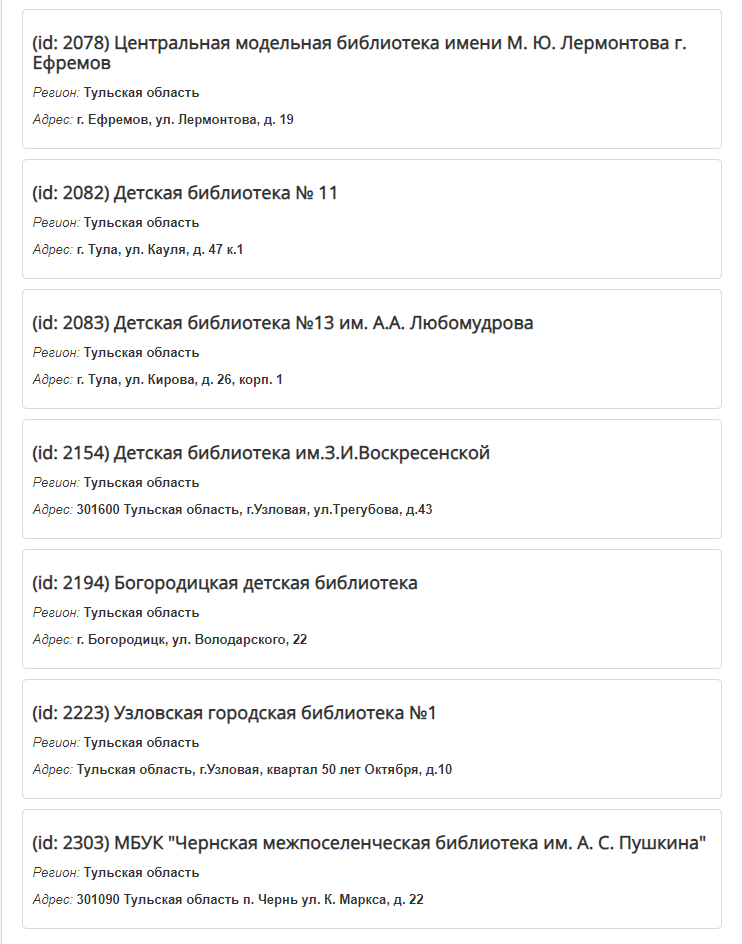 (id: 2078) Центральная модельная библиотека имени М. Ю. Лермонтова г.
Ефремов
Регион: Тульская область
Адрес: г. Ефремов, ул. Лермонтова, д. 19
(id: 2082) Детская библиотека № 11
Регион: Тульская область
Адрес: г. Тула, ул. Кауля, д. 47 к.1
(id: 2083) Детская библиотека №13 им. А.А. Любомудрова
Регион: Тульская область
Адрес: г. Тула, ул. Кирова, д. 26, корп. 1
(id: 2154) Детская библиотека им.З.И.Воскресенской
Регион: Тульская область
Адрес: 301600 Тульская область, г.Узловая, ул.Трегубова, д.43
(id: 2194) Богородицкая детская библиотека
Регион: Тульская область
Адрес: г. Богородицк, ул. Володарского, 22
(id: 2223) Узловская городская библиотека №1
Регион: Тульская область
Адрес: Тульская область, г.Узловая, квартал 50 лет Октября, д.10
(id: 2303) МБУК "Чернская межпоселенческая библиотека им. А. С. Пушкина"
Регион: Тульская область
Адрес: 301090 Тульская область п. Чернь ул. К. Маркса, д. 22